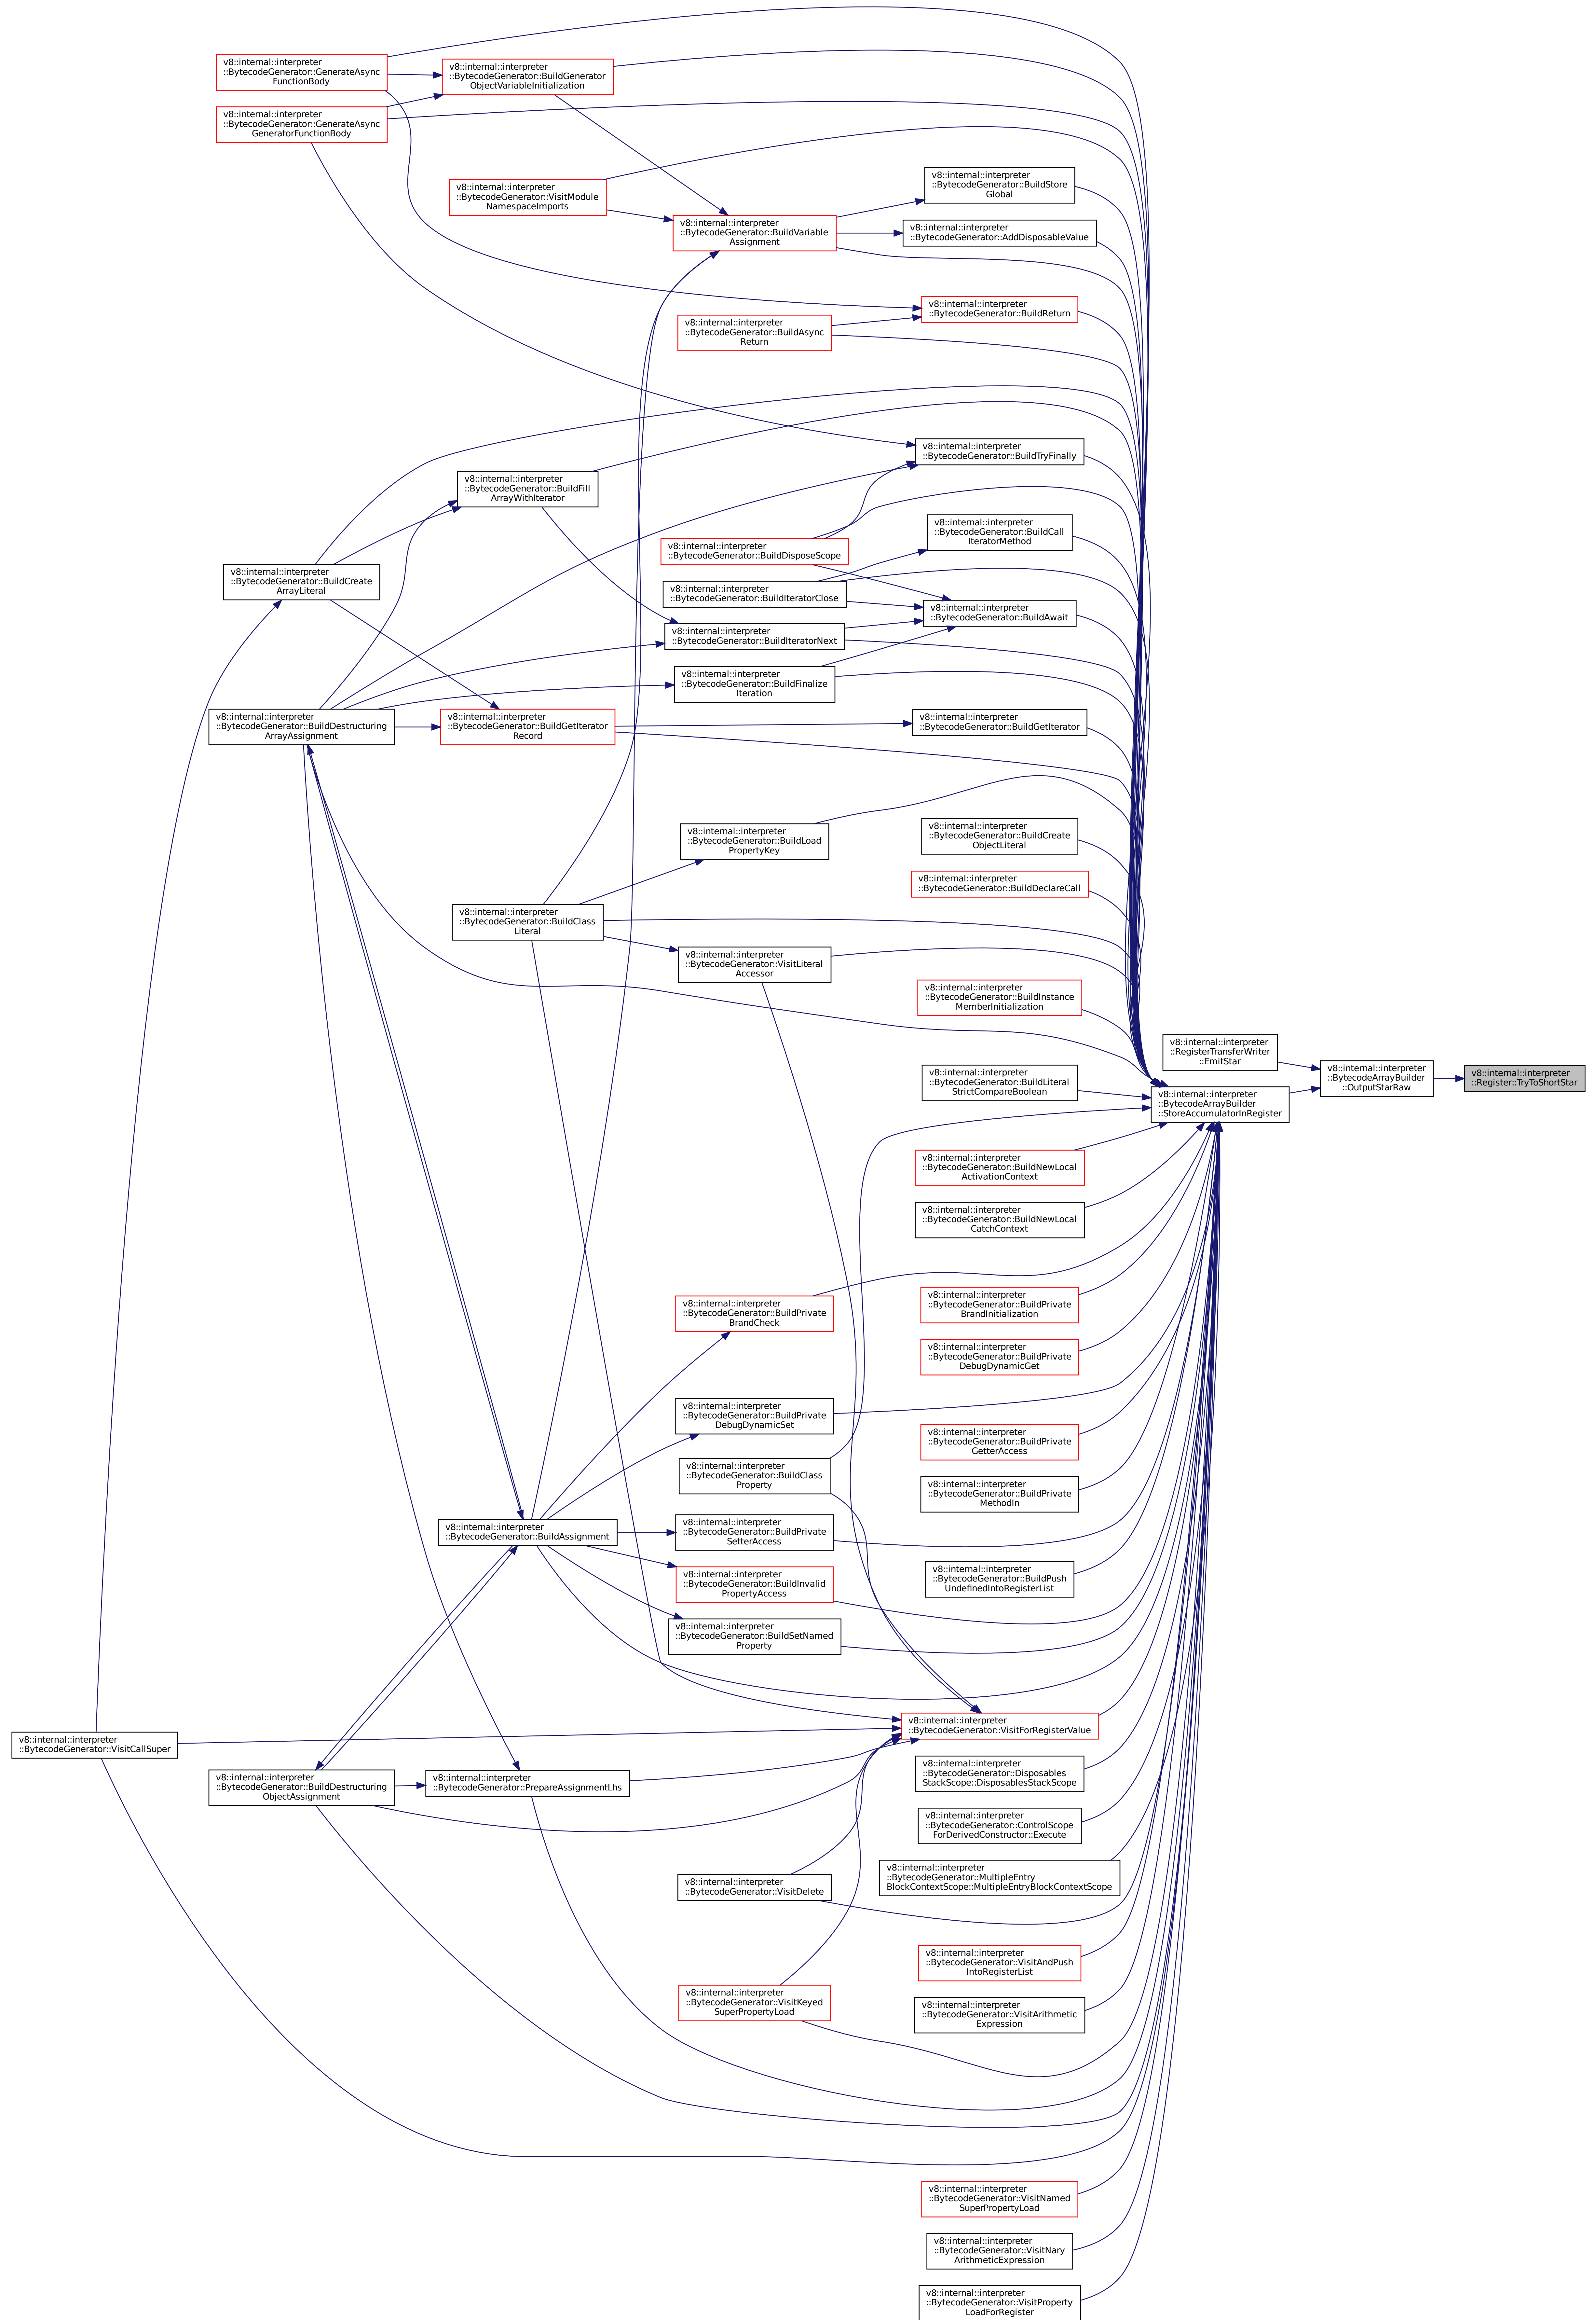 v8::internal::interpreter
::BytecodeGenerator::GenerateAsync
FunctionBody
v8::internal::interpreter
::BytecodeGenerator::BuildGenerator
ObjectVariableInitialization
v8::internal::interpreter
::BytecodeGenerator::GenerateAsync
GeneratorFunctionBody
v8::internal::interpreter
::BytecodeGenerator::VisitModule
NamespaceImports
v8::internal::interpreter
::BytecodeGenerator::BuildStore
Global
v8::internal::interpreter
::BytecodeGenerator::BuildVariable
Assignment
v8::internal::interpreter
::BytecodeGenerator::AddDisposableValue
v8::internal::interpreter
::BytecodeGenerator::BuildReturn
v8::internal::interpreter
::BytecodeGenerator::BuildAsync
Return
v8::internal::interpreter
::BytecodeGenerator::BuildTryFinally
v8::internal::interpreter
::BytecodeGenerator::BuildFill
ArrayWithIterator
v8::internal::interpreter
::BytecodeGenerator::BuildCall
IteratorMethod
v8::internal::interpreter
::BytecodeGenerator::BuildDisposeScope
v8::internal::interpreter
::BytecodeGenerator::BuildCreate
ArrayLiteral
v8::internal::interpreter
::BytecodeGenerator::BuildIteratorClose
v8::internal::interpreter
::BytecodeGenerator::BuildAwait
v8::internal::interpreter
::BytecodeGenerator::BuildIteratorNext
v8::internal::interpreter
::BytecodeGenerator::BuildFinalize
Iteration
v8::internal::interpreter
::BytecodeGenerator::BuildDestructuring
ArrayAssignment
v8::internal::interpreter
::BytecodeGenerator::BuildGetIterator
Record
v8::internal::interpreter
::BytecodeGenerator::BuildGetIterator
v8::internal::interpreter
::BytecodeGenerator::BuildLoad
PropertyKey
v8::internal::interpreter
::BytecodeGenerator::BuildCreate
ObjectLiteral
v8::internal::interpreter
::BytecodeGenerator::BuildDeclareCall
v8::internal::interpreter
::BytecodeGenerator::BuildClass
Literal
v8::internal::interpreter
::BytecodeGenerator::VisitLiteral
Accessor
v8::internal::interpreter
::BytecodeGenerator::BuildInstance
MemberInitialization
v8::internal::interpreter
::RegisterTransferWriter
::EmitStar
v8::internal::interpreter
::BytecodeArrayBuilder
::OutputStarRaw
v8::internal::interpreter
::Register::TryToShortStar
v8::internal::interpreter
::BytecodeGenerator::BuildLiteral
StrictCompareBoolean
v8::internal::interpreter
::BytecodeArrayBuilder
::StoreAccumulatorInRegister
v8::internal::interpreter
::BytecodeGenerator::BuildNewLocal
ActivationContext
v8::internal::interpreter
::BytecodeGenerator::BuildNewLocal
CatchContext
v8::internal::interpreter
::BytecodeGenerator::BuildPrivate
BrandCheck
v8::internal::interpreter
::BytecodeGenerator::BuildPrivate
BrandInitialization
v8::internal::interpreter
::BytecodeGenerator::BuildPrivate
DebugDynamicGet
v8::internal::interpreter
::BytecodeGenerator::BuildPrivate
DebugDynamicSet
v8::internal::interpreter
::BytecodeGenerator::BuildPrivate
GetterAccess
v8::internal::interpreter
::BytecodeGenerator::BuildClass
Property
v8::internal::interpreter
::BytecodeGenerator::BuildPrivate
MethodIn
v8::internal::interpreter
::BytecodeGenerator::BuildAssignment
v8::internal::interpreter
::BytecodeGenerator::BuildPrivate
SetterAccess
v8::internal::interpreter
::BytecodeGenerator::BuildInvalid
PropertyAccess
v8::internal::interpreter
::BytecodeGenerator::BuildPush
UndefinedIntoRegisterList
v8::internal::interpreter
::BytecodeGenerator::BuildSetNamed
Property
v8::internal::interpreter
::BytecodeGenerator::VisitForRegisterValue
v8::internal::interpreter
::BytecodeGenerator::VisitCallSuper
v8::internal::interpreter
::BytecodeGenerator::BuildDestructuring
ObjectAssignment
v8::internal::interpreter
::BytecodeGenerator::PrepareAssignmentLhs
v8::internal::interpreter
::BytecodeGenerator::Disposables
StackScope::DisposablesStackScope
v8::internal::interpreter
::BytecodeGenerator::ControlScope
ForDerivedConstructor::Execute
v8::internal::interpreter
::BytecodeGenerator::MultipleEntry
BlockContextScope::MultipleEntryBlockContextScope
v8::internal::interpreter
::BytecodeGenerator::VisitDelete
v8::internal::interpreter
::BytecodeGenerator::VisitAndPush
IntoRegisterList
v8::internal::interpreter
::BytecodeGenerator::VisitKeyed
SuperPropertyLoad
v8::internal::interpreter
::BytecodeGenerator::VisitArithmetic
Expression
v8::internal::interpreter
::BytecodeGenerator::VisitNamed
SuperPropertyLoad
v8::internal::interpreter
::BytecodeGenerator::VisitNary
ArithmeticExpression
v8::internal::interpreter
::BytecodeGenerator::VisitProperty
LoadForRegister